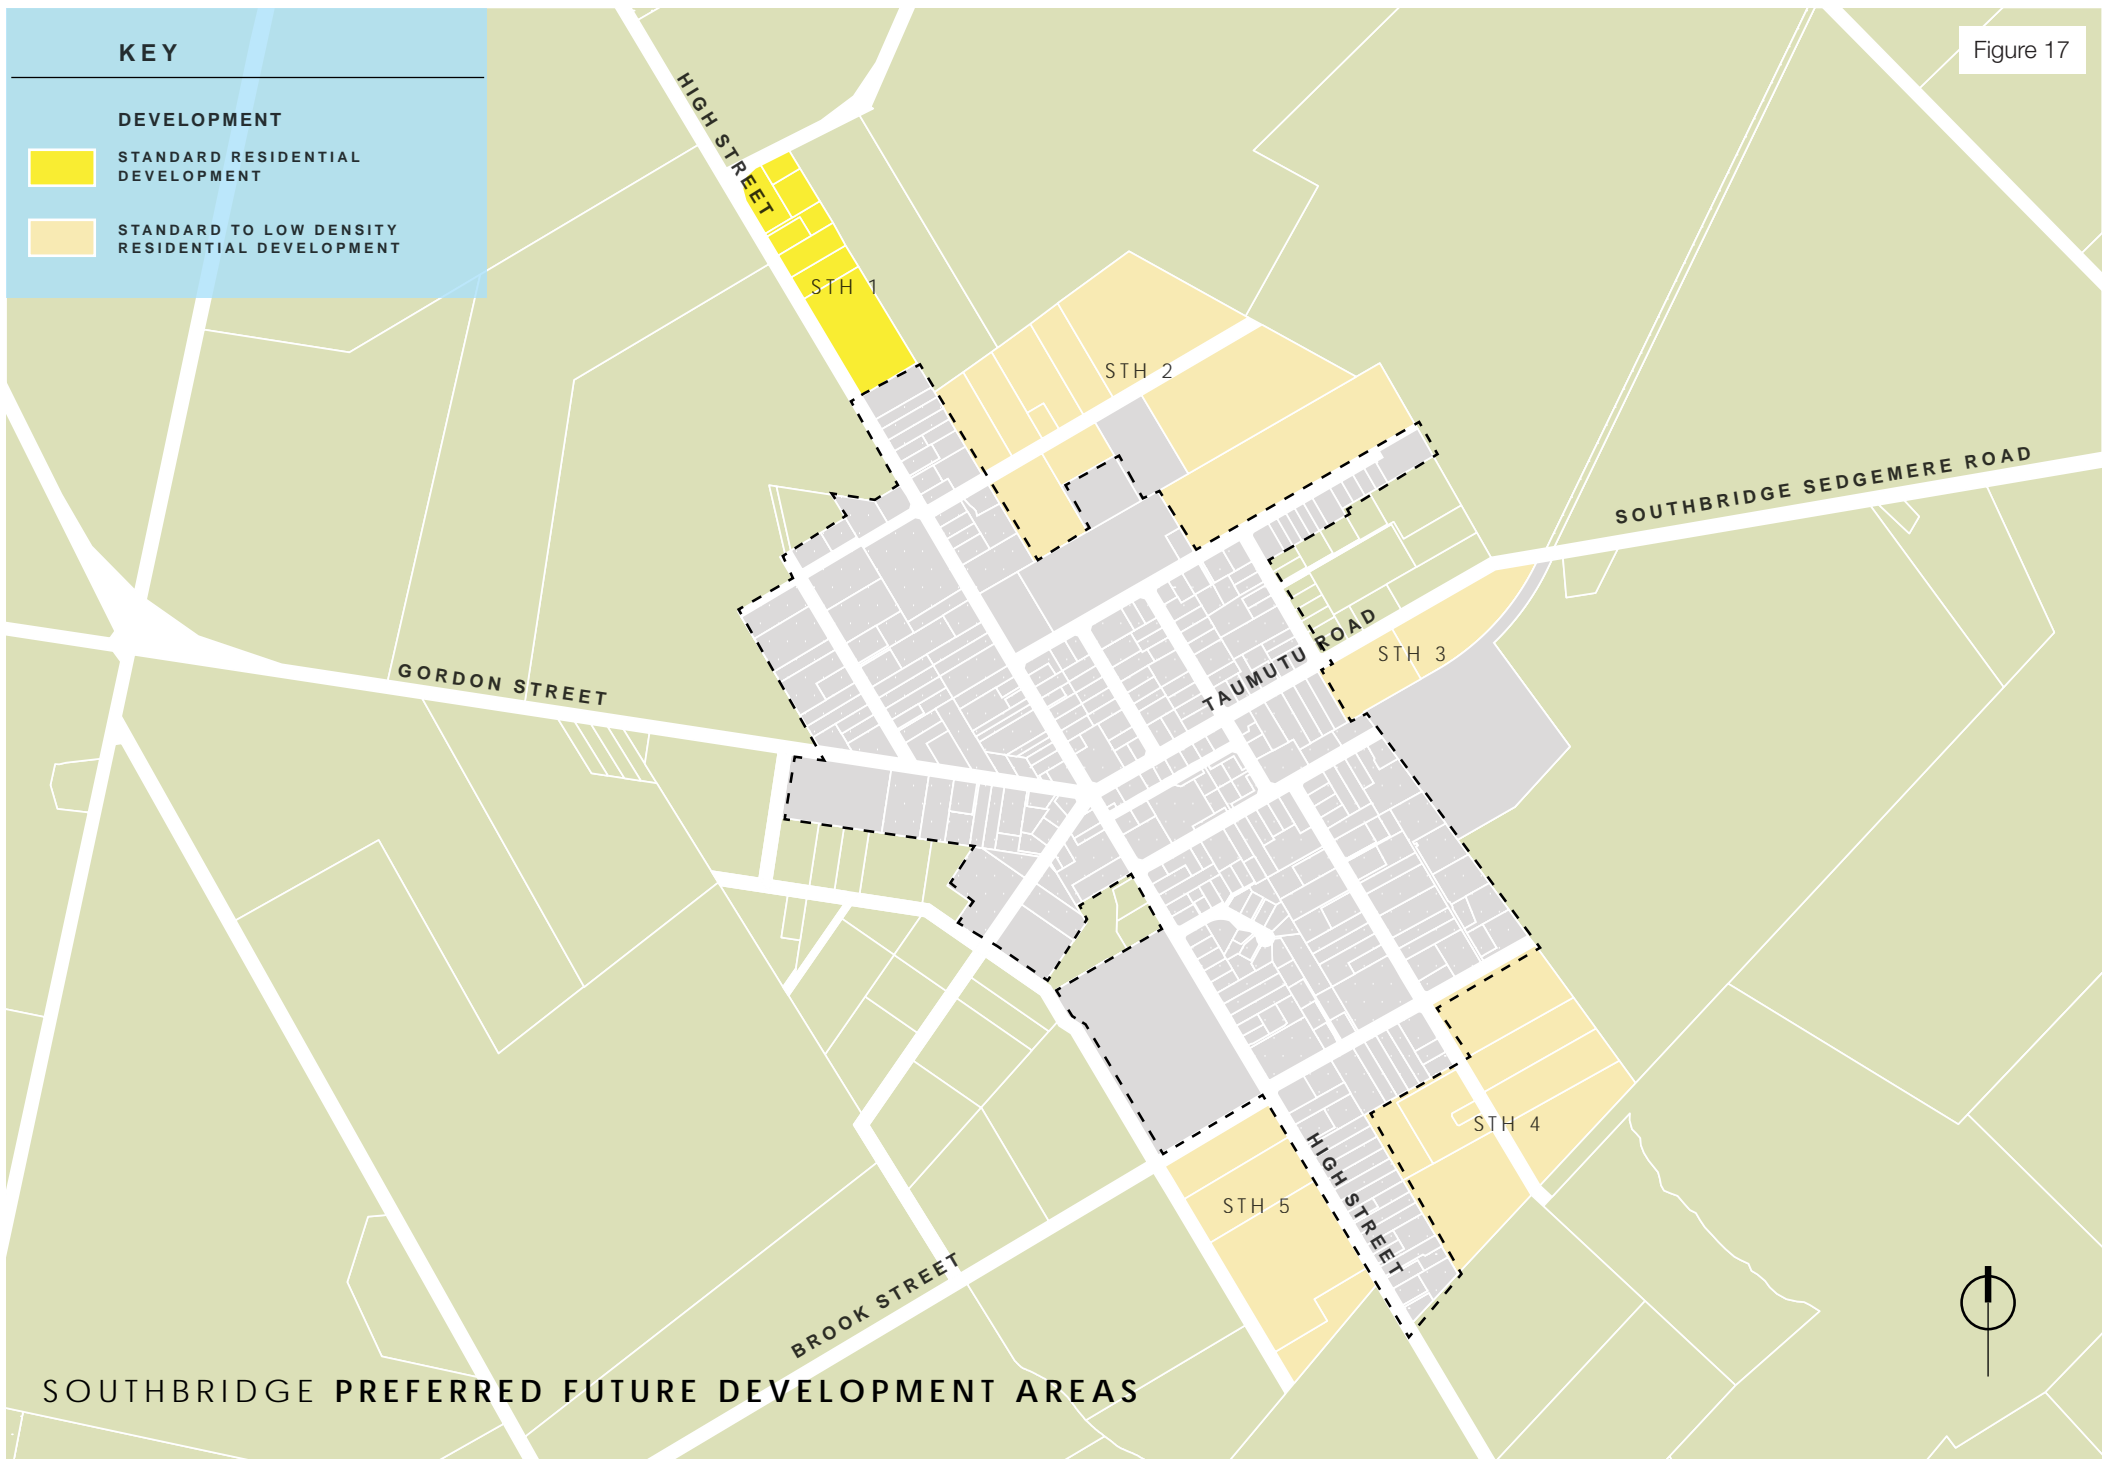 KEY
DEVELOPMENT
STANDARD RESIDENTIAL
DEVELOPMENT
STANDARD TO LOW DENSITY
RESIDENTIAL DEVELOPMENT
Figure 17
HIGH STREET
STH 1
STH 2
SOUTHBRIDGE SEDGEMERE ROAD
TAUMUTU ROAD
STH 3
GORDON STREET
STH 4
HIGH STREET
STH 5
BROOK STREET
SOUTHBRIDGE PREFERRED FUTURE DEVELOPMENT AREAS